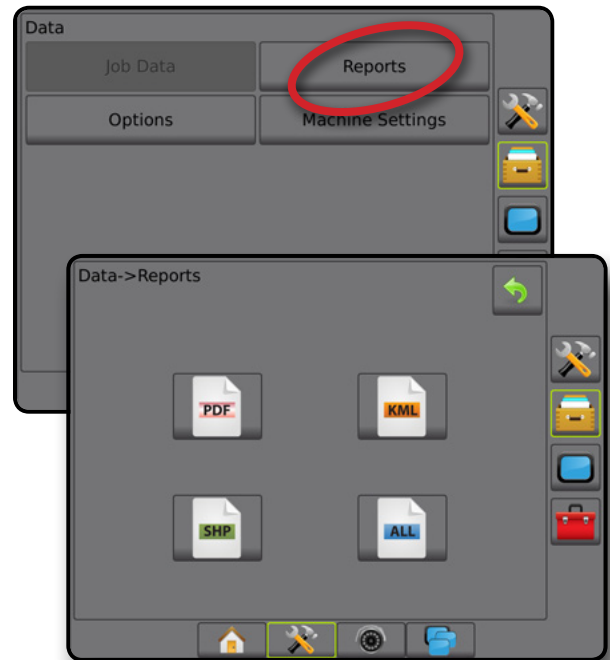 Data
Job Data Reports
Options Machine Settings
Data->Reports
PDF KML
SHP ALL